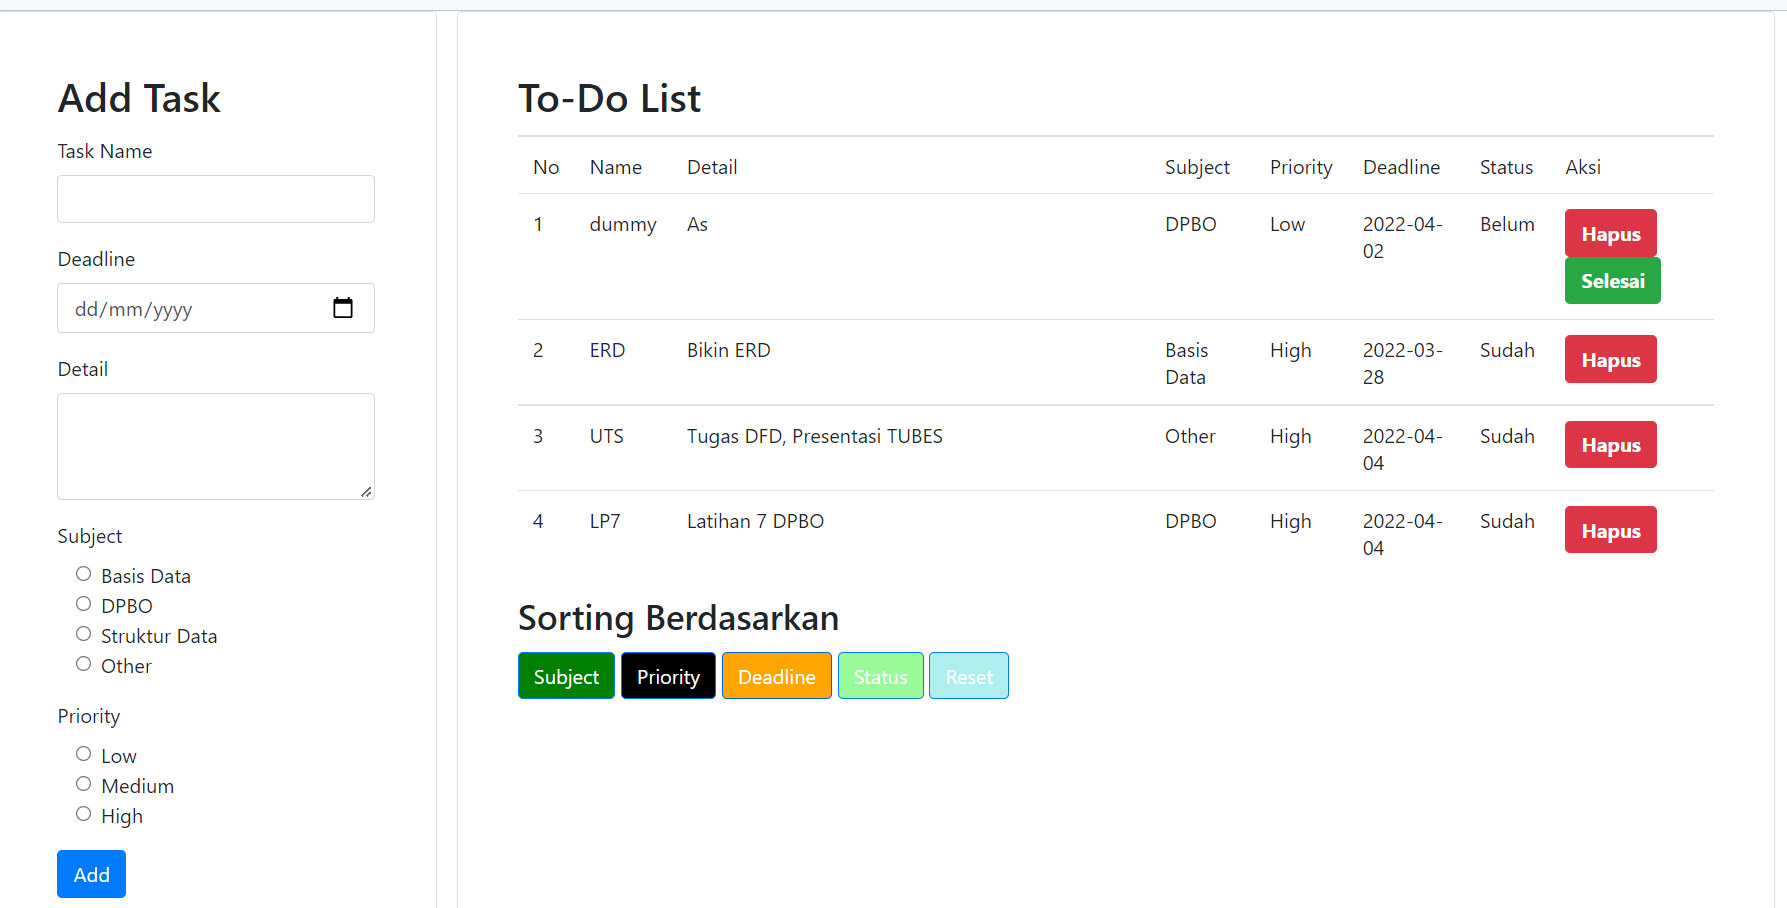 Add Task
Task Name
Deadline
dd/mm/yyyy
Detail
Subject
Basis Data
DPBO
Struktur Data
Other
Priority
Low
Medium
High
Add
To-Do List
No Name Detail Subject Priority Deadline Status Aksi
1 dummy As DPBO Low 2022-04- Belum Hapus
02
Selesai
2 ERD Bikin ERD Basis High 2022-03- Sudah Hapus
Data 28
3 UTS Tugas DFD, Presentasi TUBES Other High 2022-04- Sudah Hapus
04
4 LP7 Latihan 7 DPBO DPBO High 2022-04- Sudah Hapus
04
Sorting Berdasarkan
Subject Priority Deadline Status Reset